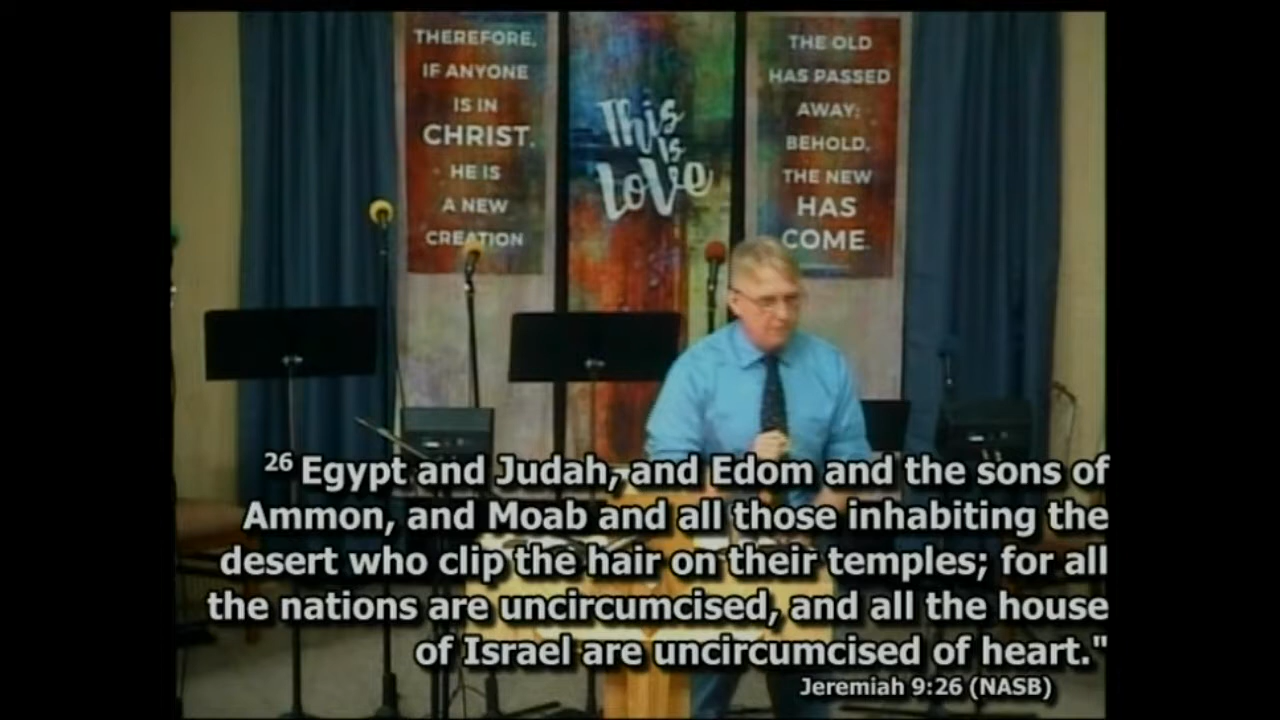 THEREFORE,
IF ANYONE
IS IN
CHRIST,
HE IS
A NEW
CREATION
This
is
Love
THE OLD
HAS PASSED
AWAY;
BEHOLD,
THE NEW
HAS
COME.
26 Egypt and Judah, and Edom and the sons of
Ammon, and Moab and all those inhabiting the
desert who clip the hair on their temples; for all
the nations are uncircumcised, and all the house
of Israel are uncircumcised of heart."
Jeremiah 9:26 (NASB)